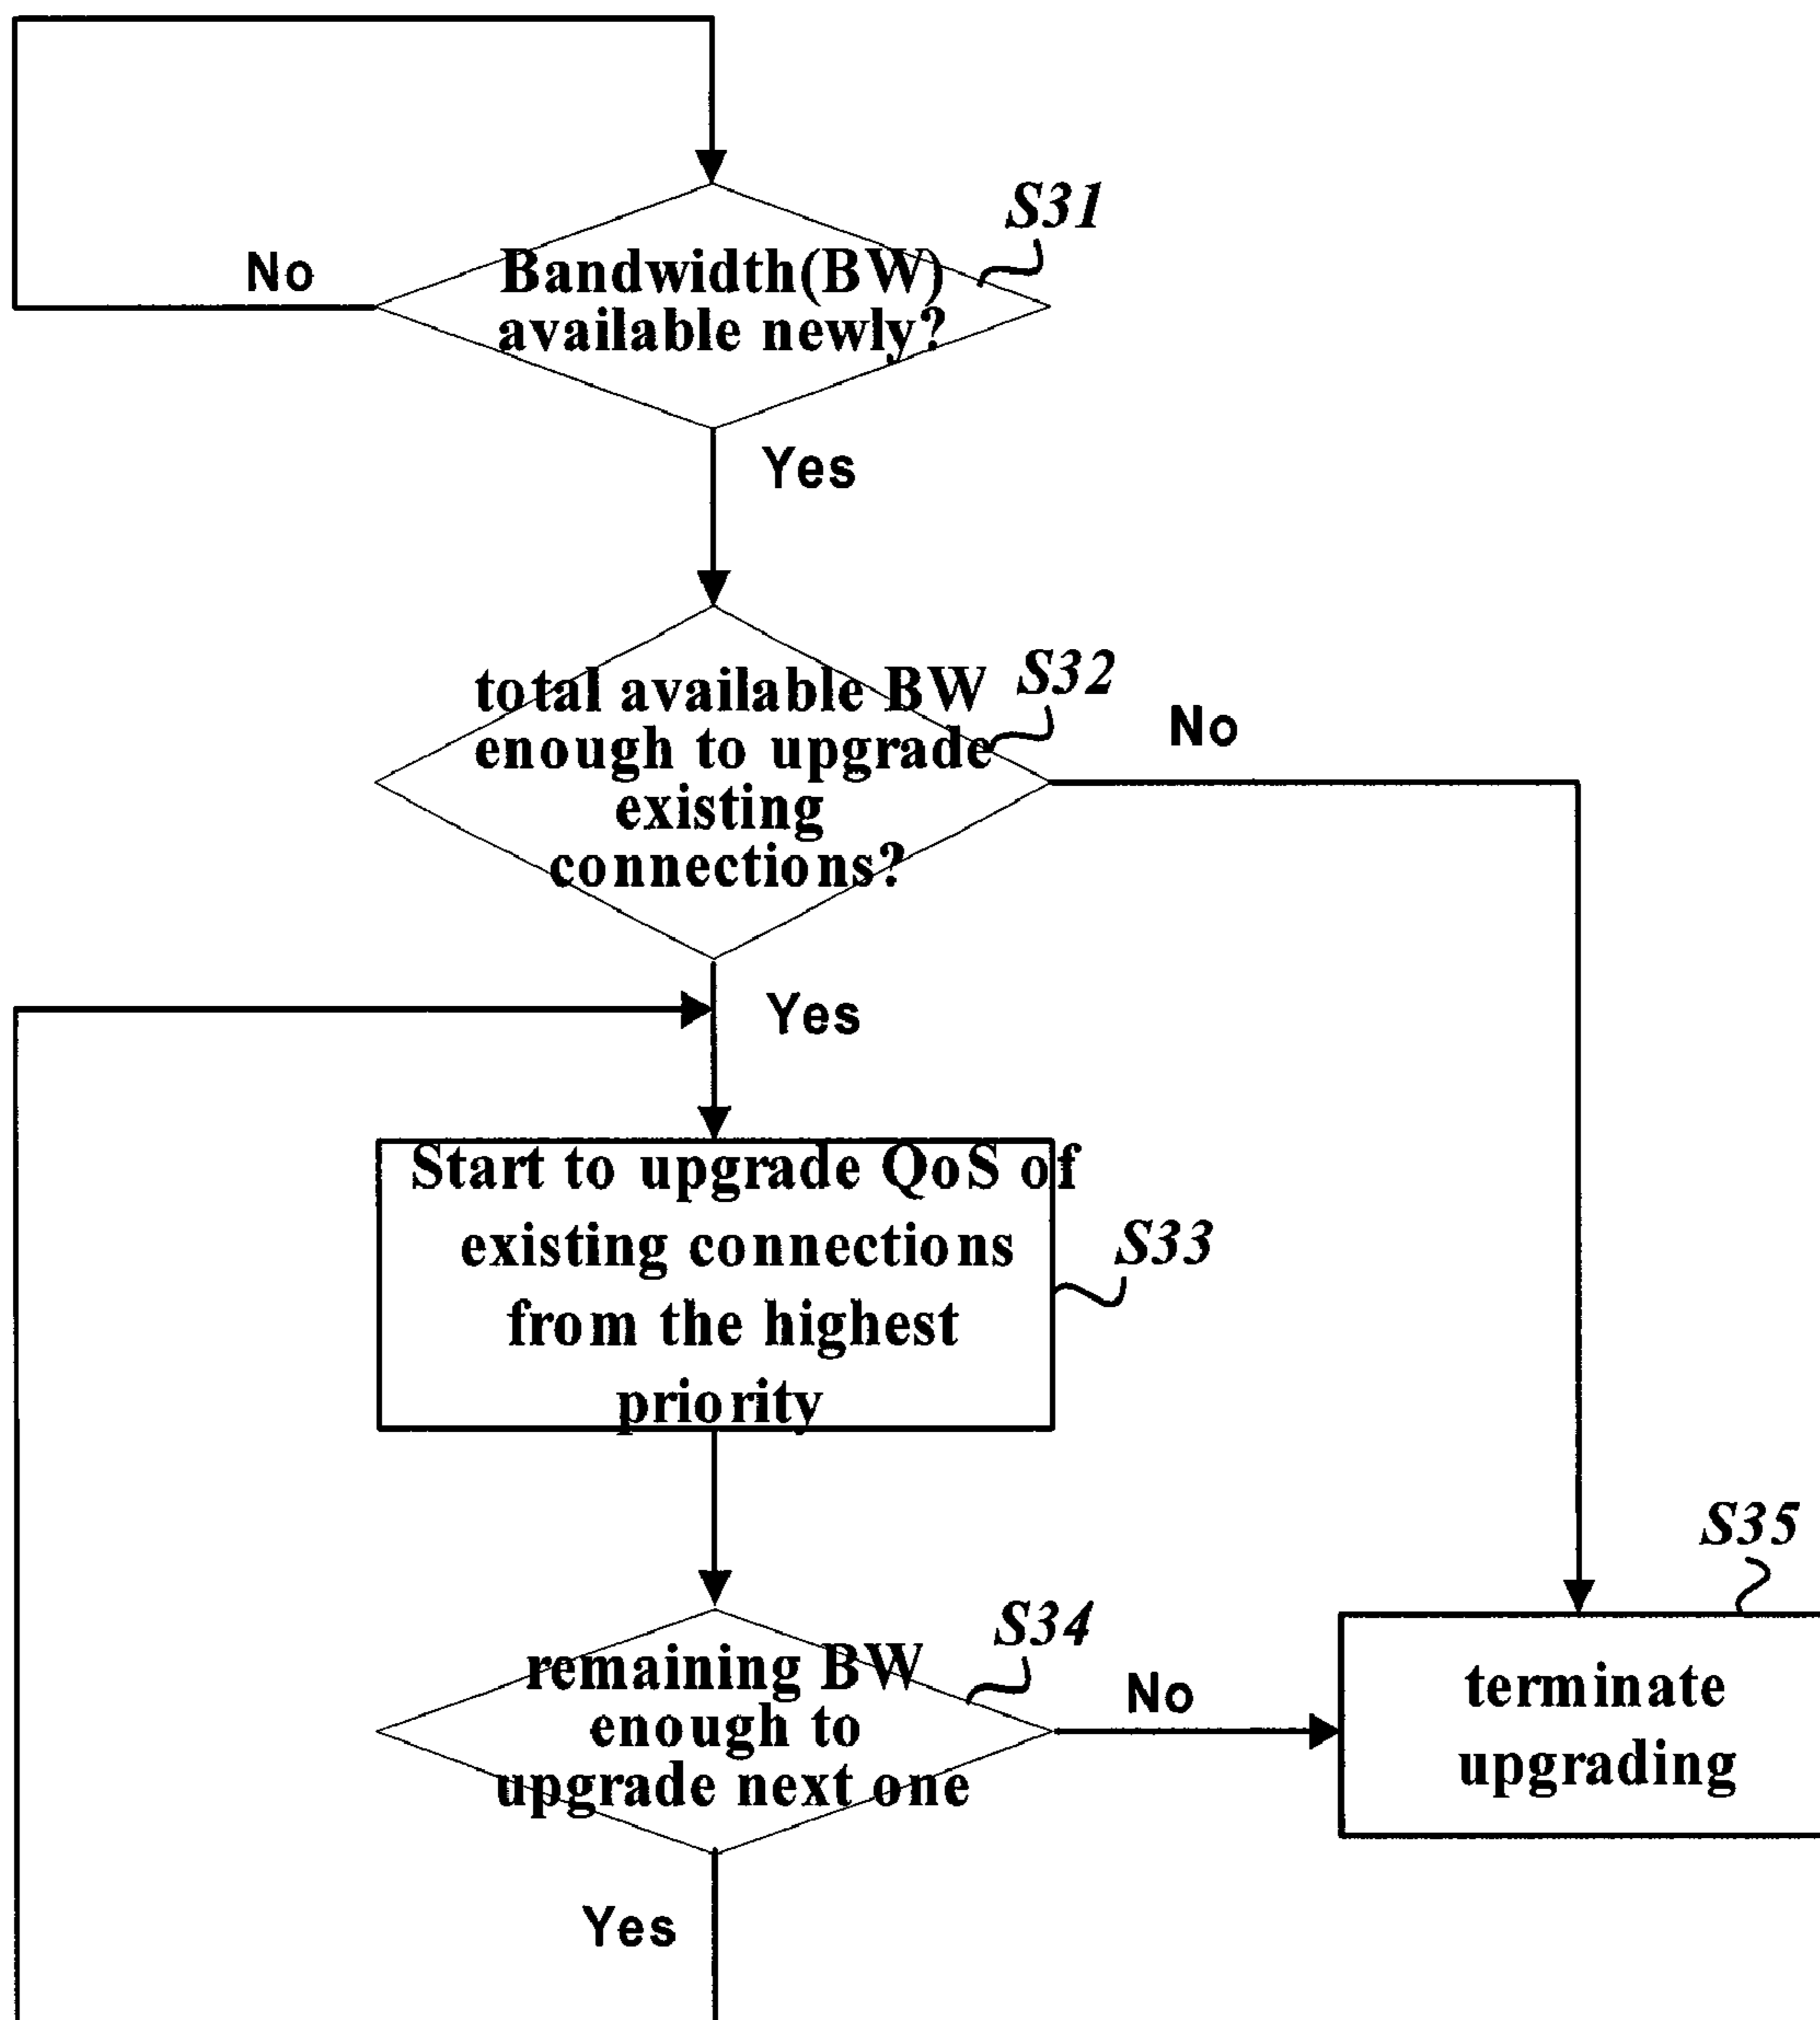 S31
No
Bandwidth(BW)
available newly?
Yes
total available BW
enough to upgrade
existing
connections?
S32
No
Yes
Start to upgrade QoS of
existing connections
from the highest
priority
S33
S34
remaining BW
enough to
upgrade next one
No
S35
terminate
upgrading
Yes